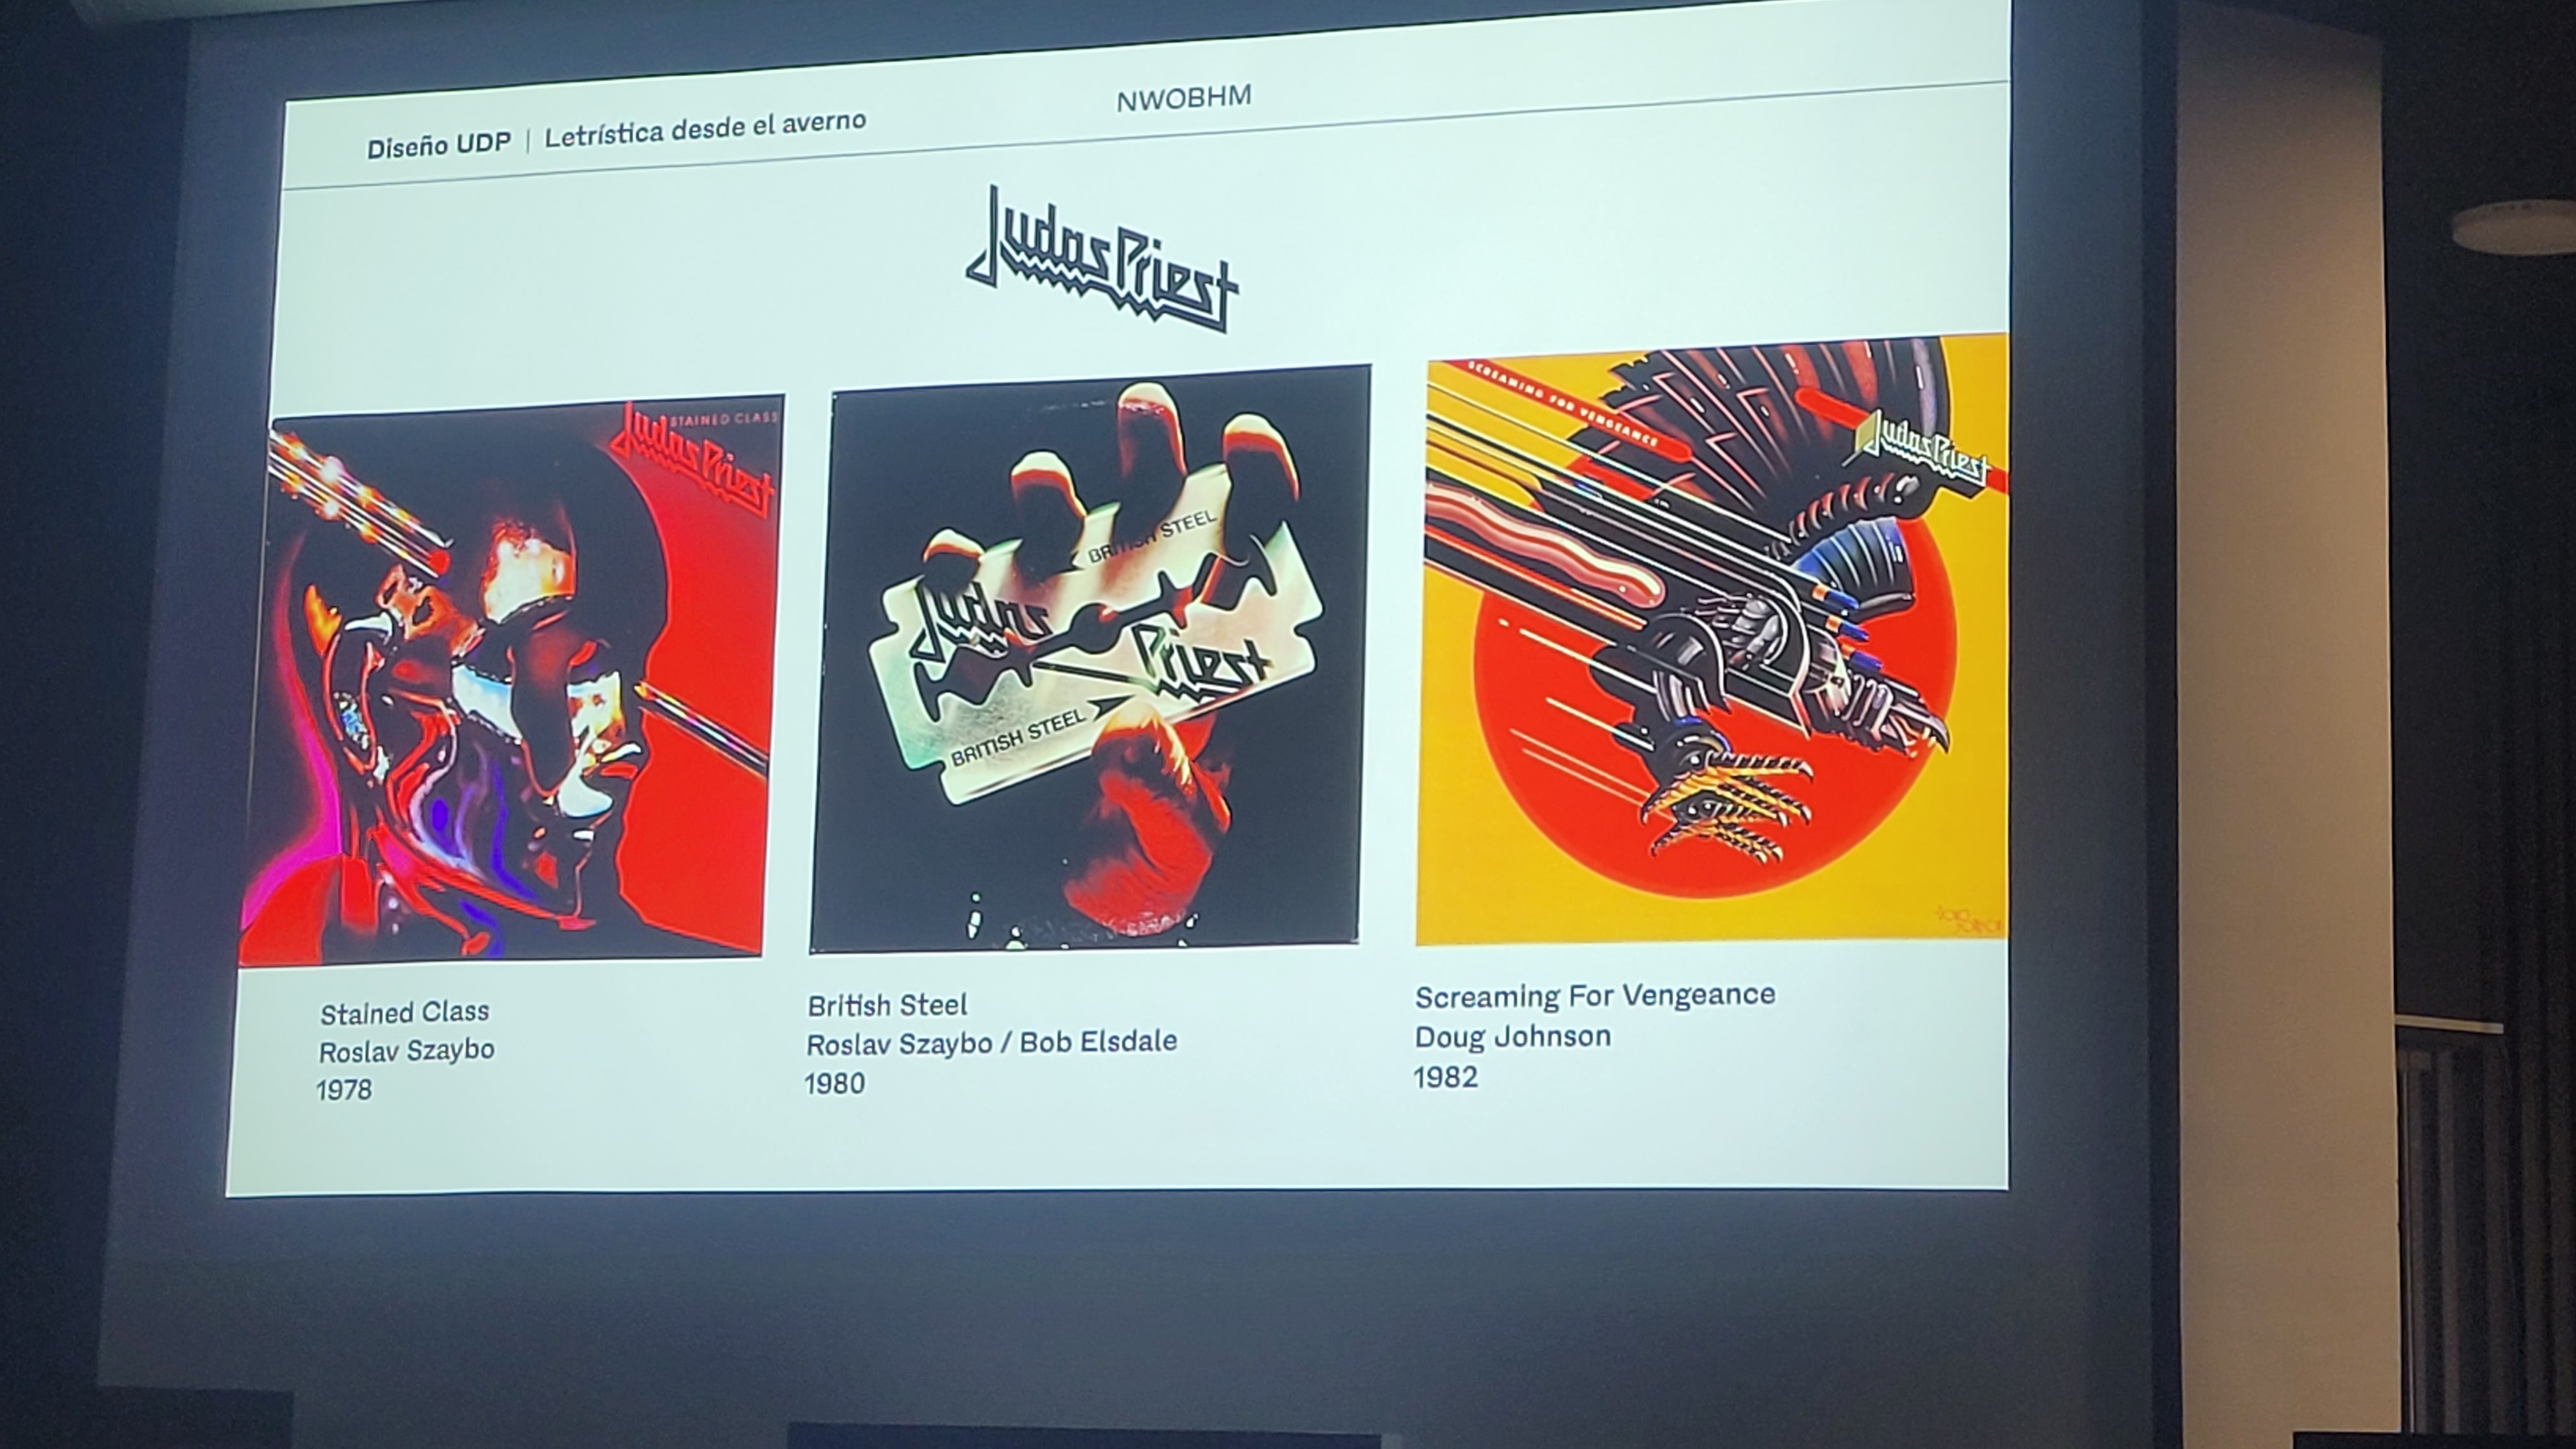 Diseño UDP | Letrística desde el averno
NWOBHM
Judas Priest
STAINED CLASS
Judas Priest
BRITISH STEEL
Judas
Priest
BRITISH STEEL
SCREAMING FOR VENGEANCE
Judas Priest
Stained Class
Roslav Szaybo
1978
British Steel
Roslav Szaybo / Bob Elsdale
1980
Screaming For Vengeance
Doug Johnson
1982